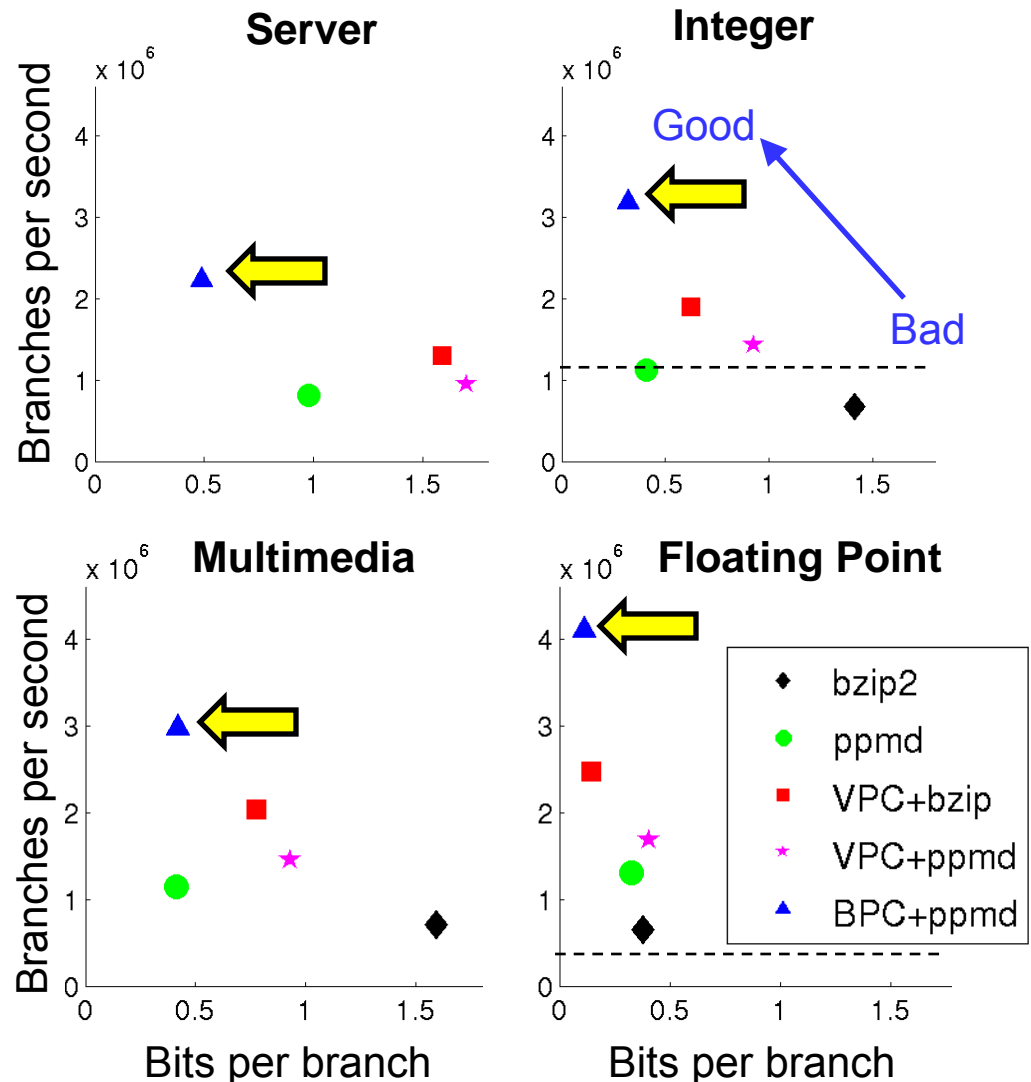 Server
x 10^6
Branches per second
4
3
2
1
0
0 0.5 1 1.5
Integer
x 10^6
Good
Bad
4
3
2
1
0
0 0.5 1 1.5
Multimedia
x 10^6
Branches per second
4
3
2
1
0
0 0.5 1 1.5
Bits per branch
Floating Point
x 10^6
4
3
2
1
0
0 0.5 1 1.5
Bits per branch
bzip2
ppmd
VPC+bzip
VPC+ppmd
BPC+ppmd